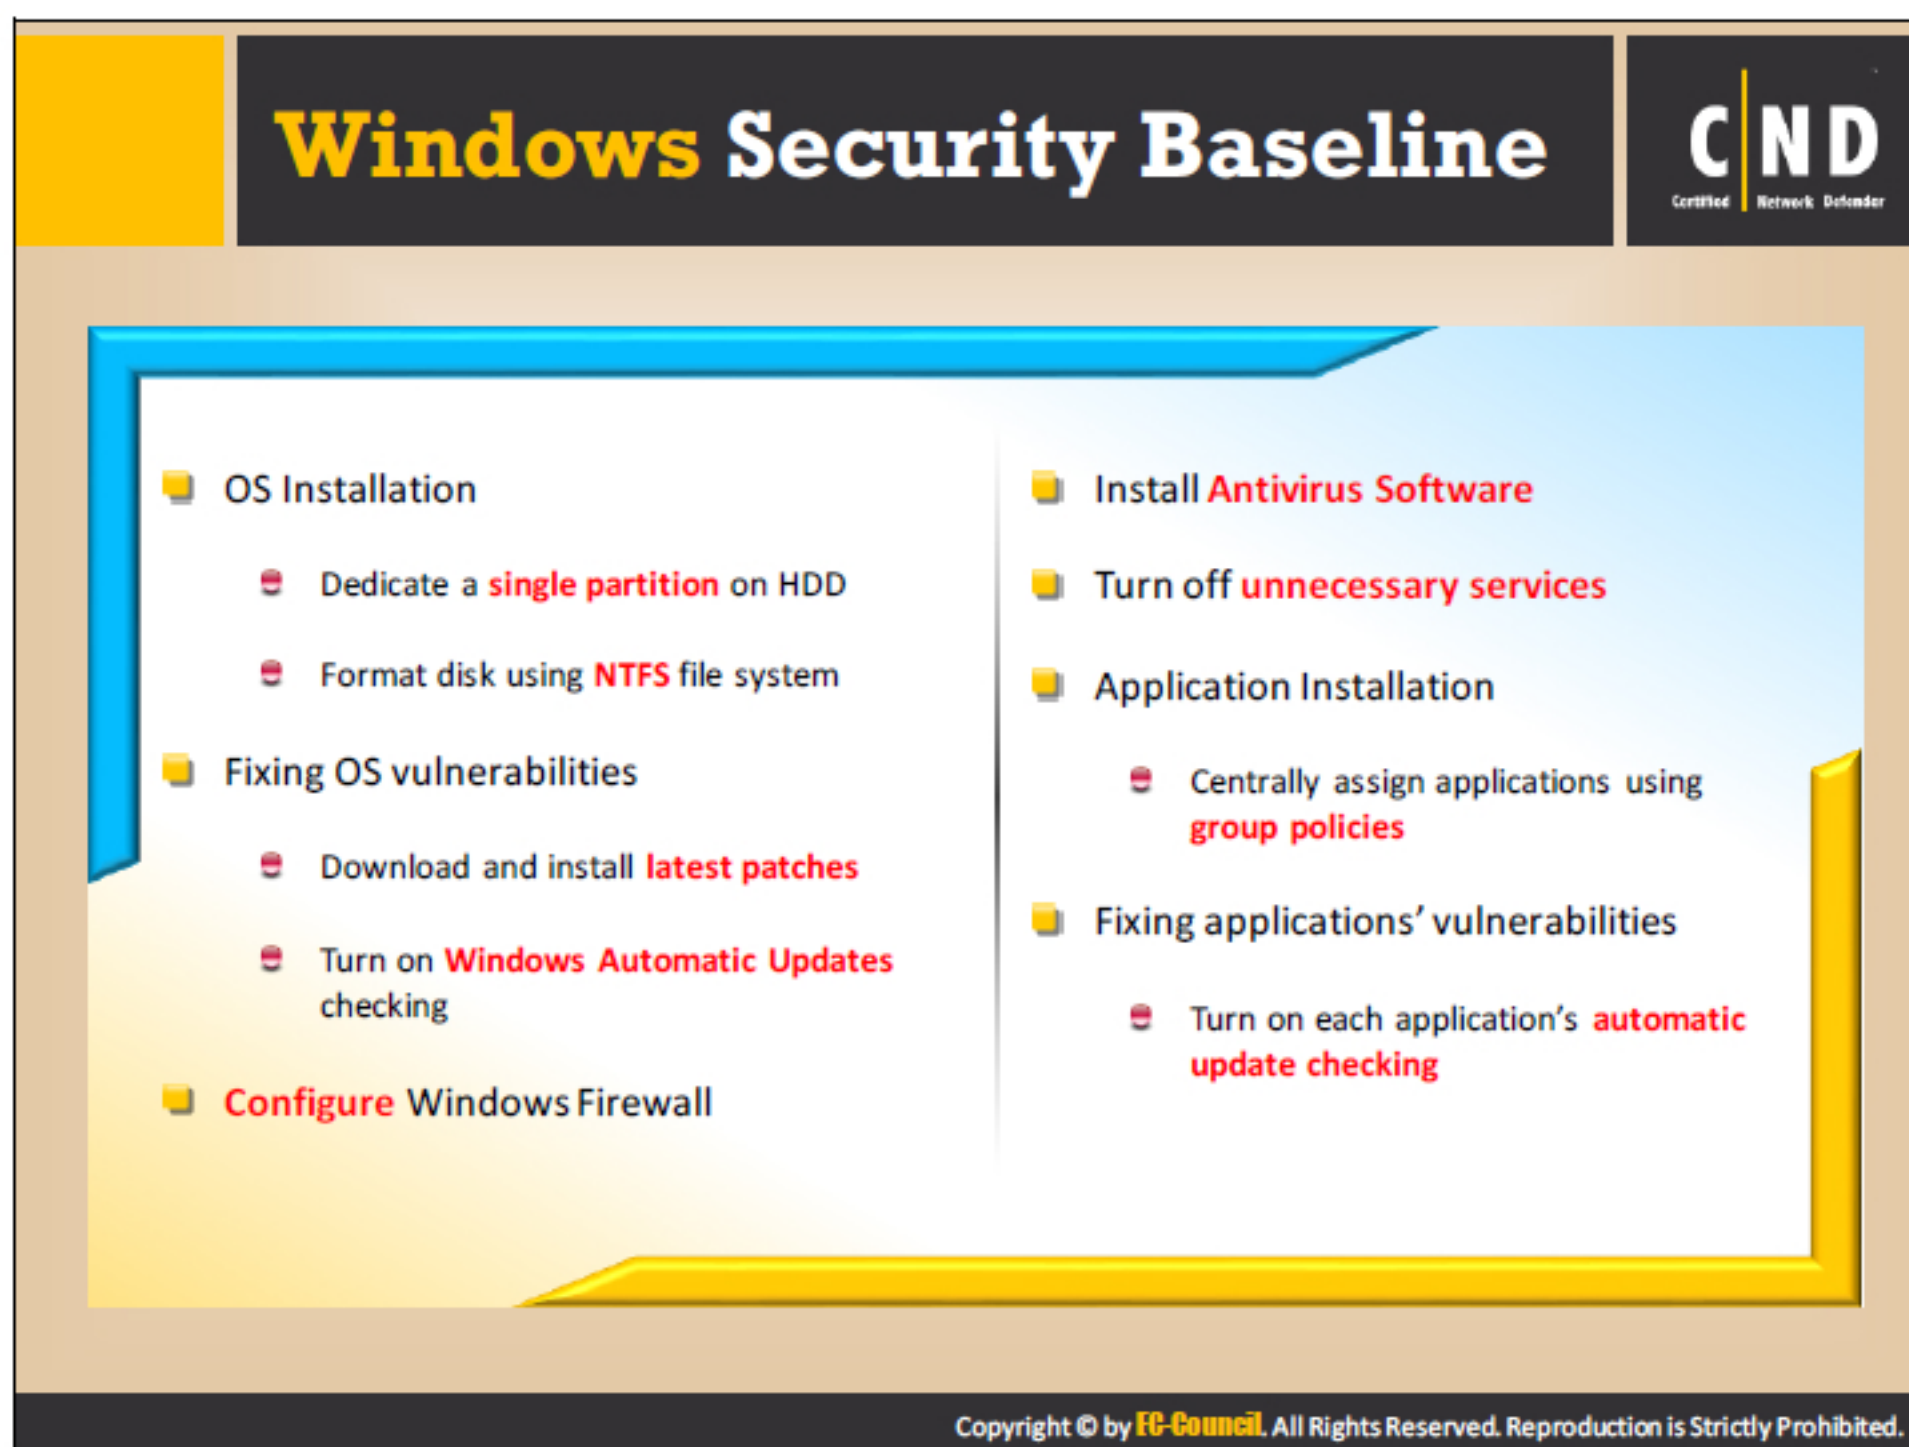 Windows Security Baseline
C N D
Certified Network Defender
OS Installation
Dedicate a single partition on HDD
Format disk using NTFS file system
Fixing OS vulnerabilities
Download and install latest patches
Turn on Windows Automatic Updates
checking
Configure Windows Firewall
Install Antivirus Software
Turn off unnecessary services
Application Installation
Centrally assign applications using
group policies
Fixing applications’ vulnerabilities
Turn on each application’s automatic
update checking
Copyright © by EC-Council. All Rights Reserved. Reproduction is Strictly Prohibited.